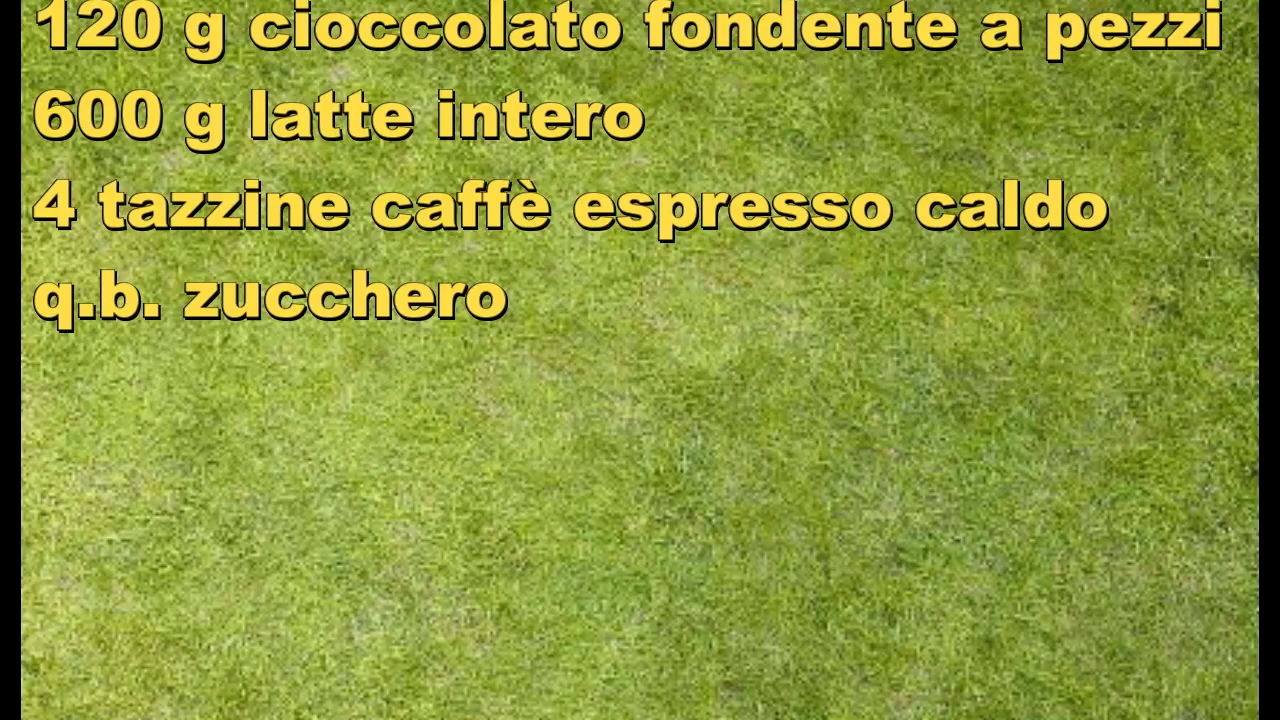 120 g cioccolato fondente a pezzi
600 g latte intero
4 tazzine caffè espresso caldo
q.b. zucchero